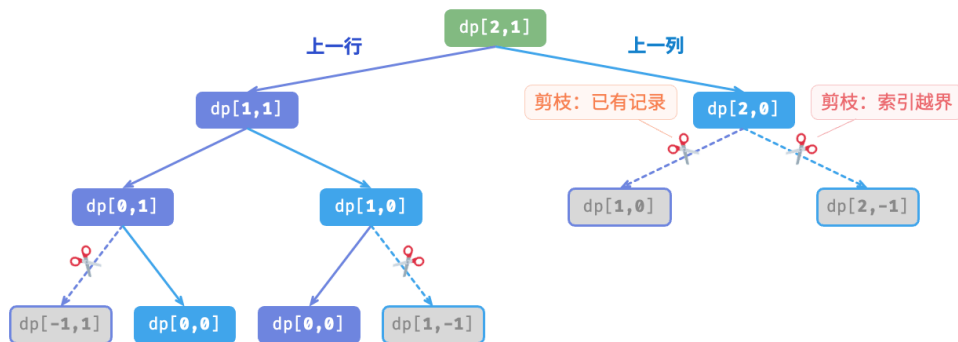 dp[2,1]
上一行
上一列
dp[1,1]
剪枝：已有记录
dp[2,0]
剪枝：索引越界
dp[0,1]
dp[1,0]
dp[1,0]
dp[2,-1]
dp[-1,1]
dp[0,0]
dp[0,0]
dp[1,-1]